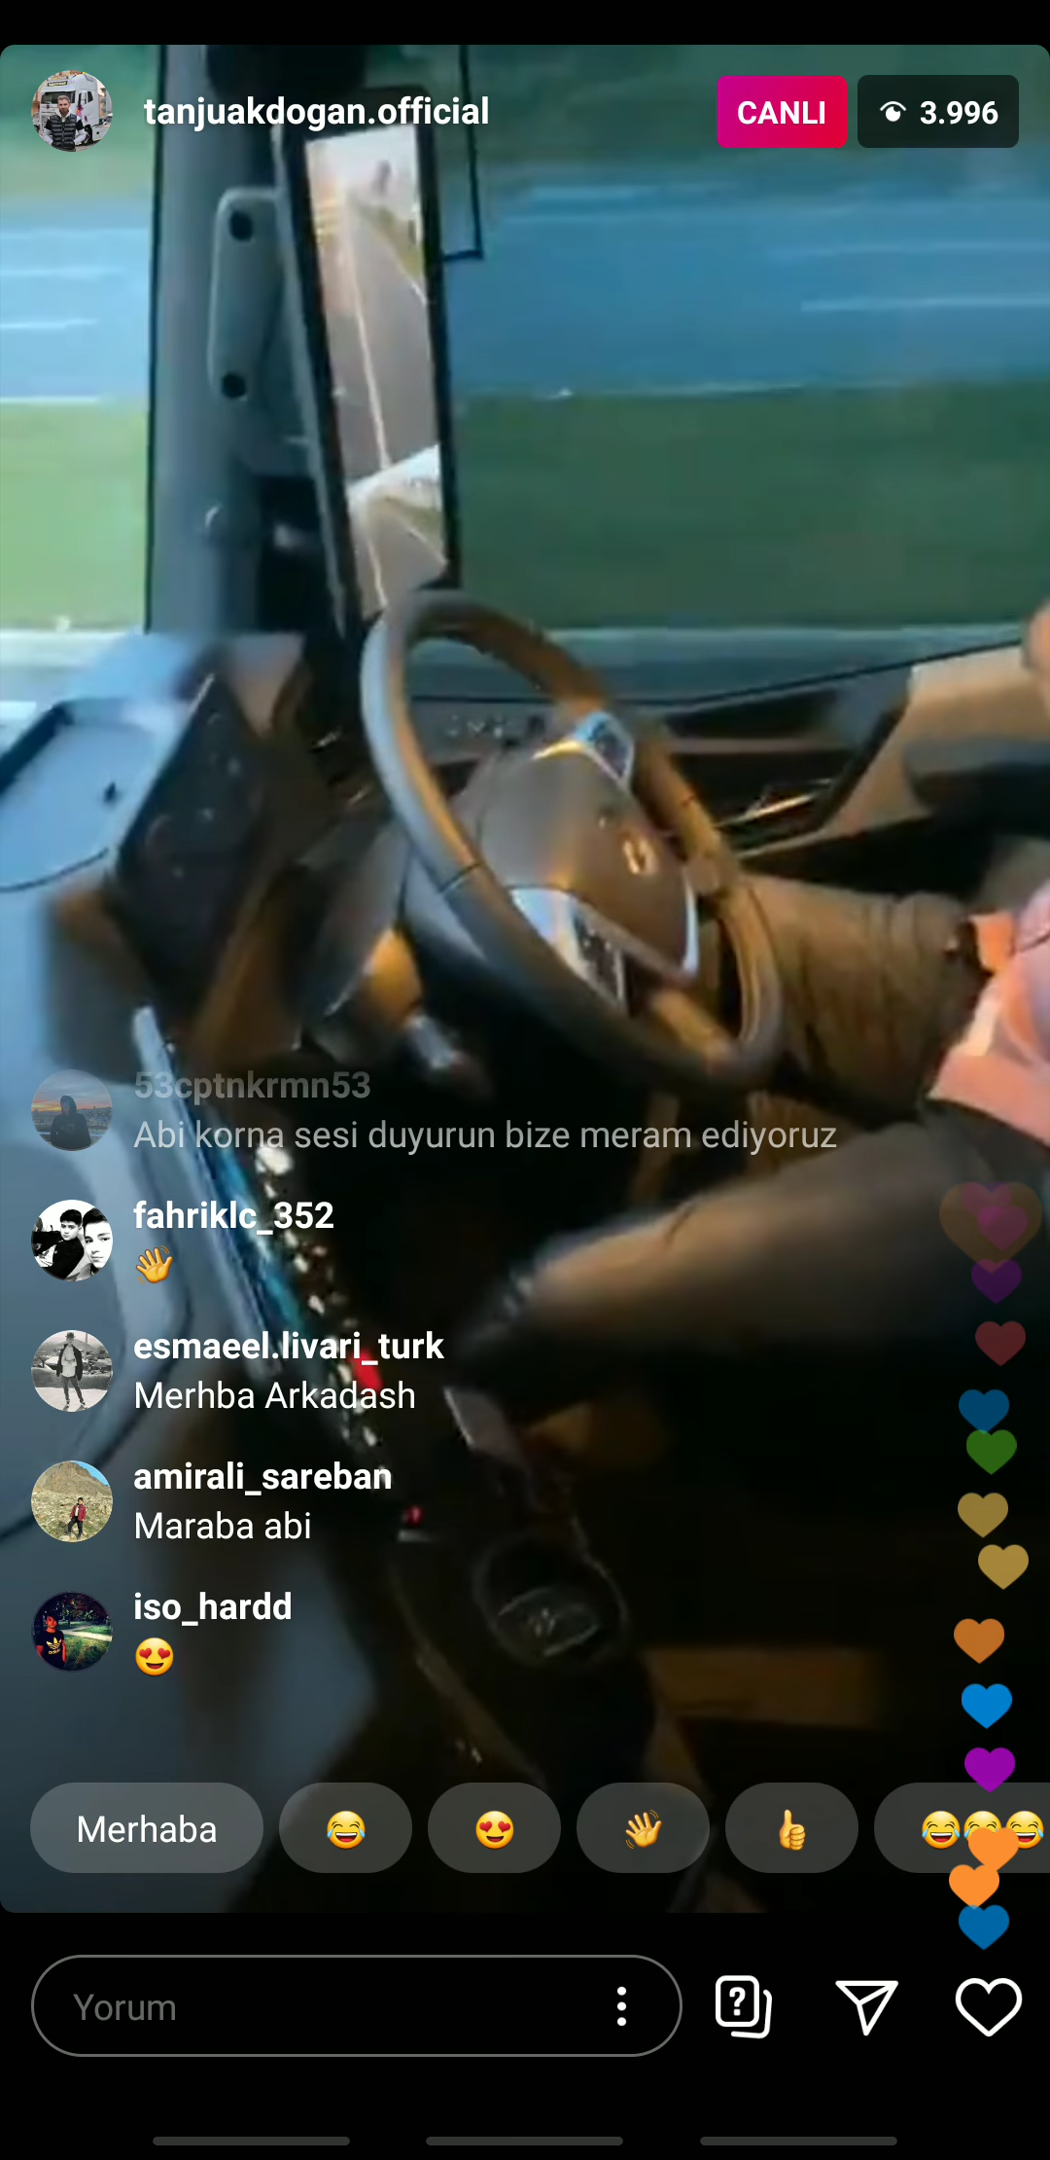 tanjuakdogan.official
CANLI
3.996
53cptnkrmn53
Abi korna sesi duyurun bize meram ediyoruz
fahriklc_352
👋
esmaeel.livari_turk
Merhba Arkadash
amirali_sareban
Maraba abi
iso_hardd
😍
Merhaba 😂 😍 👋 👍 😂😂😂
Yorum